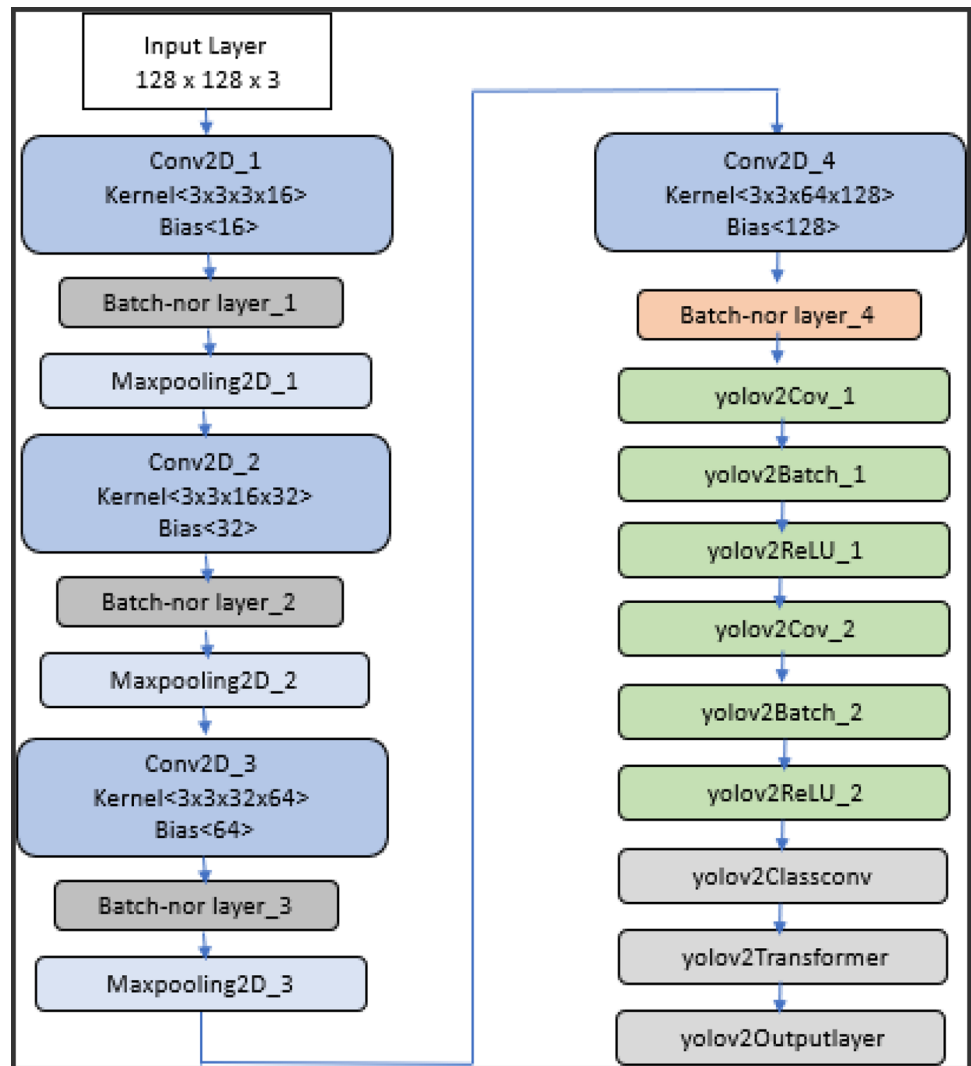 Input Layer
128 x 128 x 3
Conv2D_1
Kernel<3x3x3x16>
Bias<16>
Batch-nor layer_1
Maxpooling2D_1
Conv2D_2
Kernel<3x3x16x32>
Bias<32>
Batch-nor layer_2
Maxpooling2D_2
Conv2D_3
Kernel<3x3x32x64>
Bias<64>
Batch-nor layer_3
Maxpooling2D_3
Conv2D_4
Kernel<3x3x64x128>
Bias<128>
Batch-nor layer_4
yolov2Cov_1
yolov2Batch_1
yolov2ReLU_1
yolov2Cov_2
yolov2Batch_2
yolov2ReLU_2
yolov2Classconv
yolov2Transformer
yolov2Outputlayer